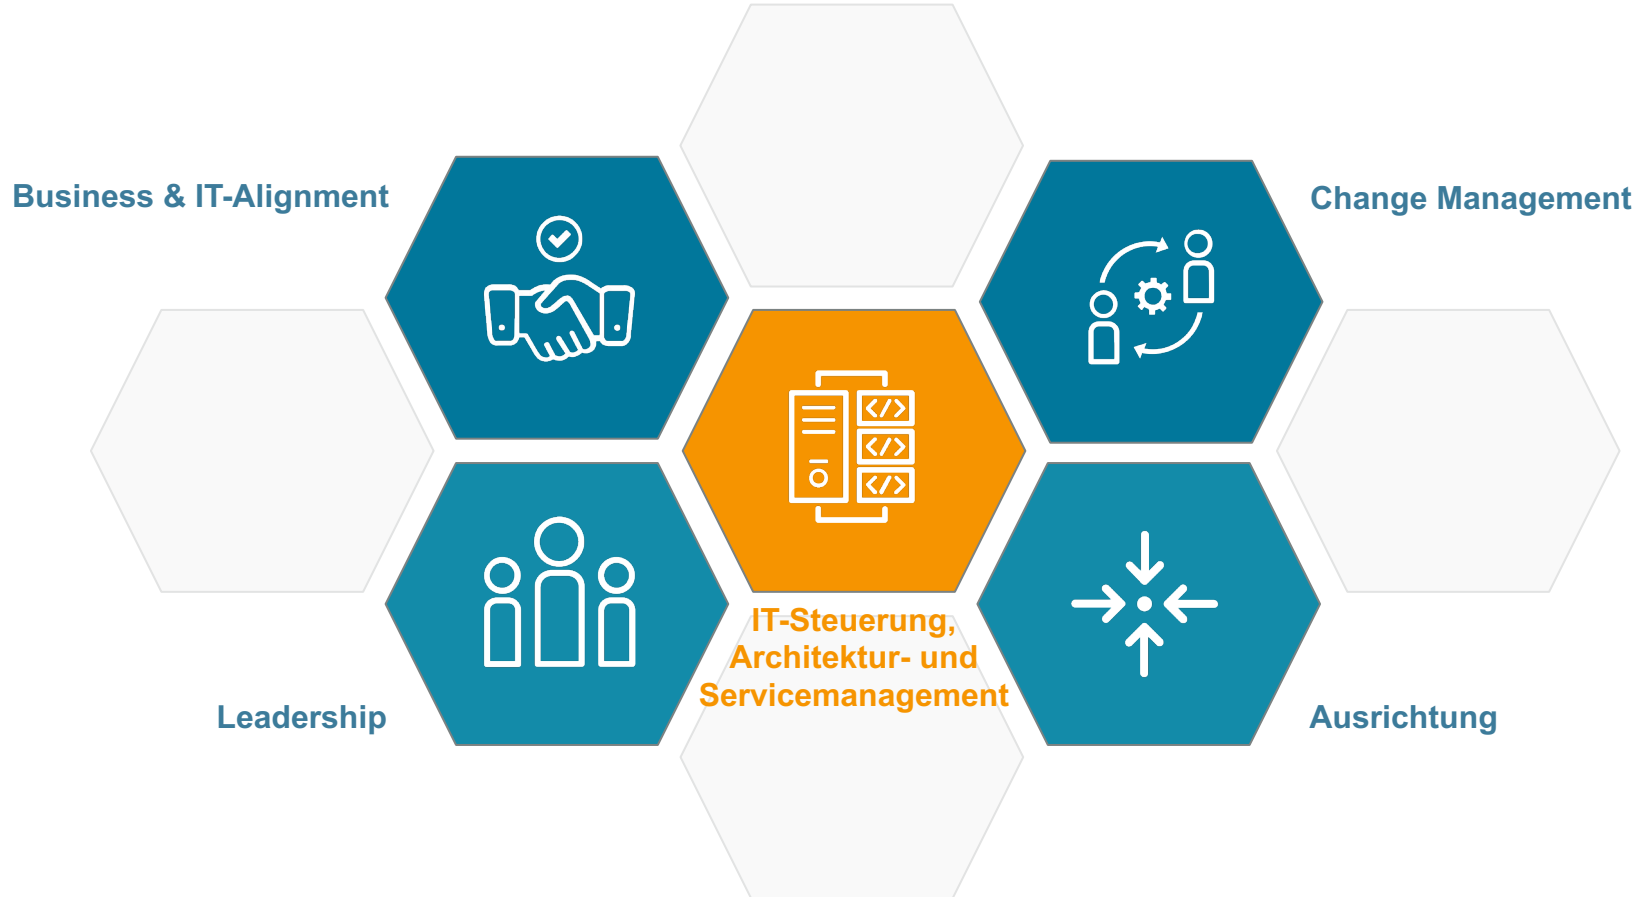 Business & IT-Alignment
Change Management
</>
</>
</>
IT-Steuerung,
Architektur- und
Servicemanagement
Leadership
Ausrichtung